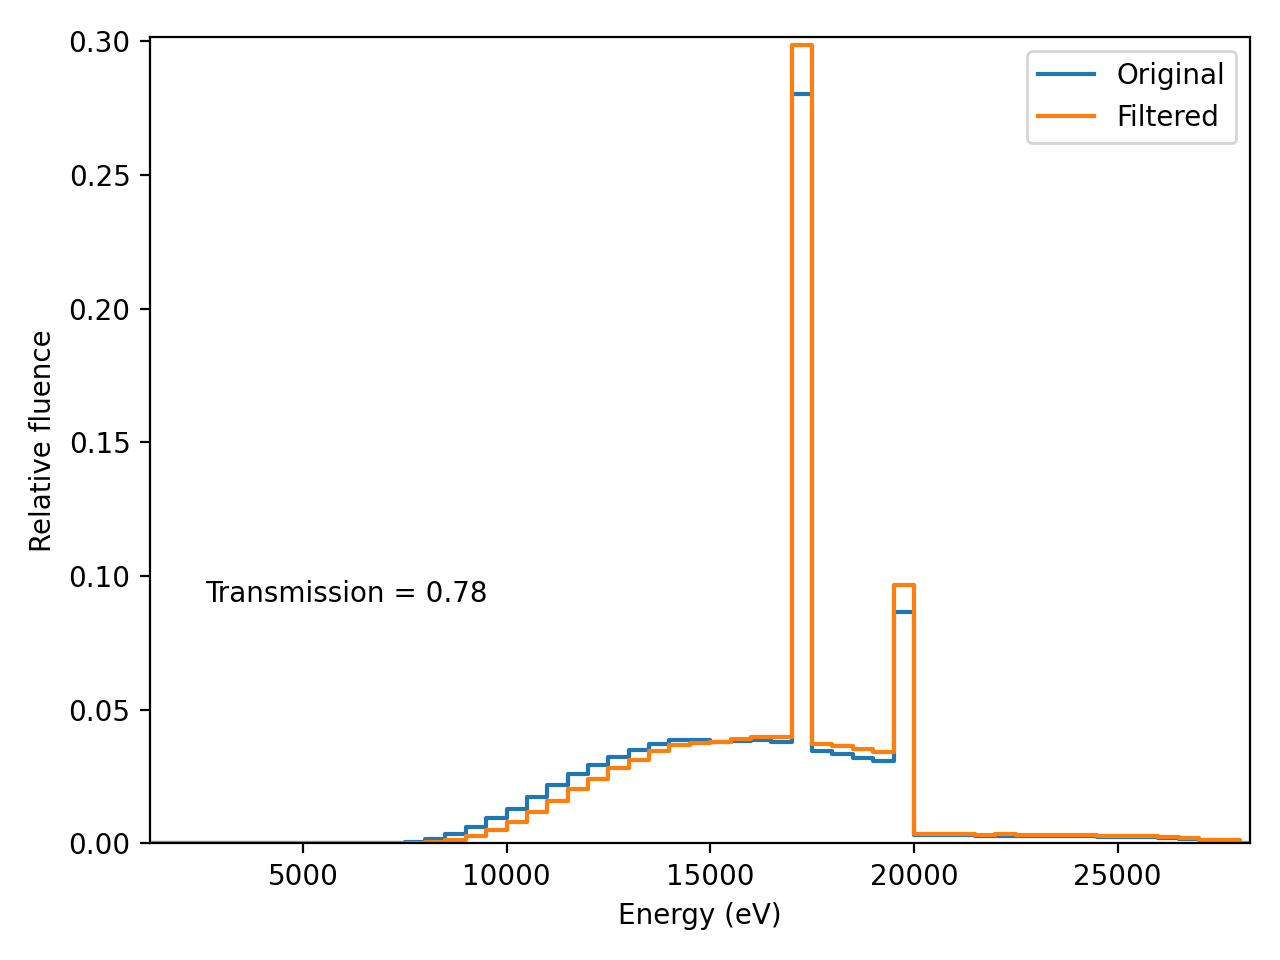 0.30
0.25
0.20
0.15
0.10
0.05
0.00
Relative fluence
Original
Filtered
Transmission = 0.78
5000
10000
15000
20000
25000
Energy (eV)